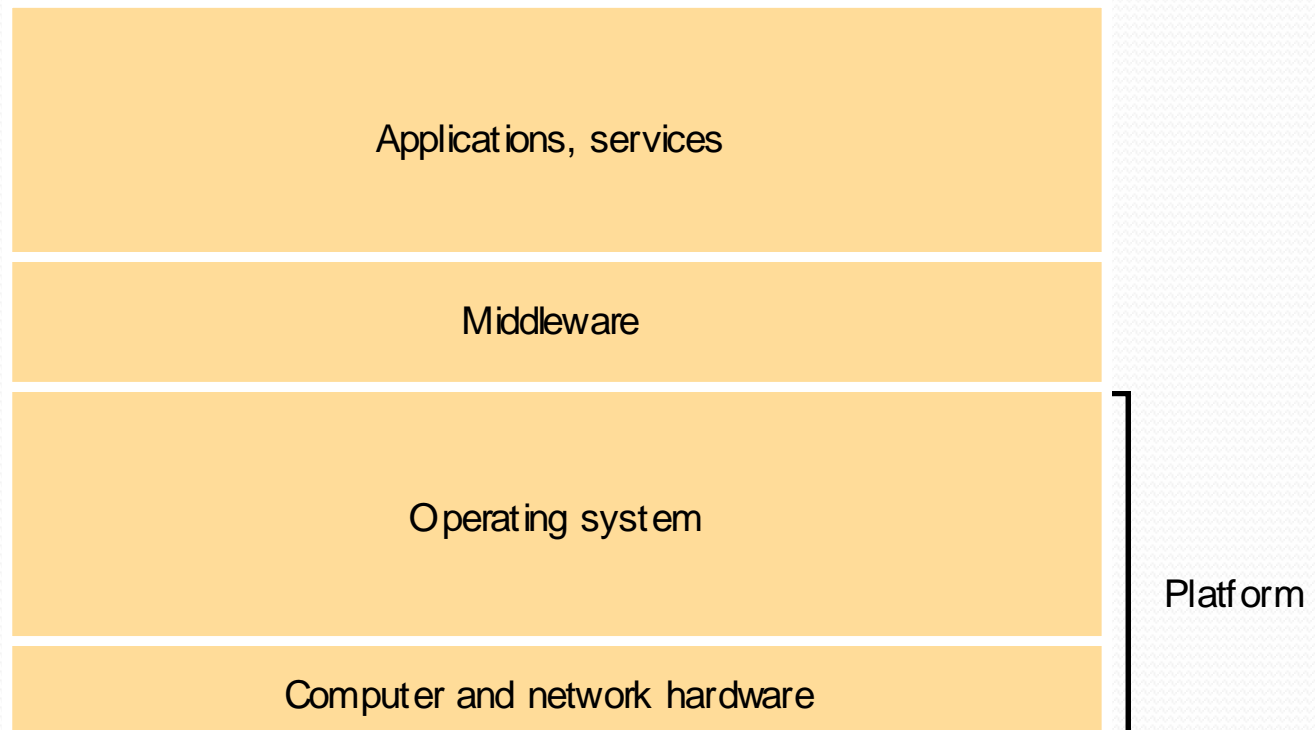 Applications, services
Middleware
Operating system
Platform
Computer and network hardware